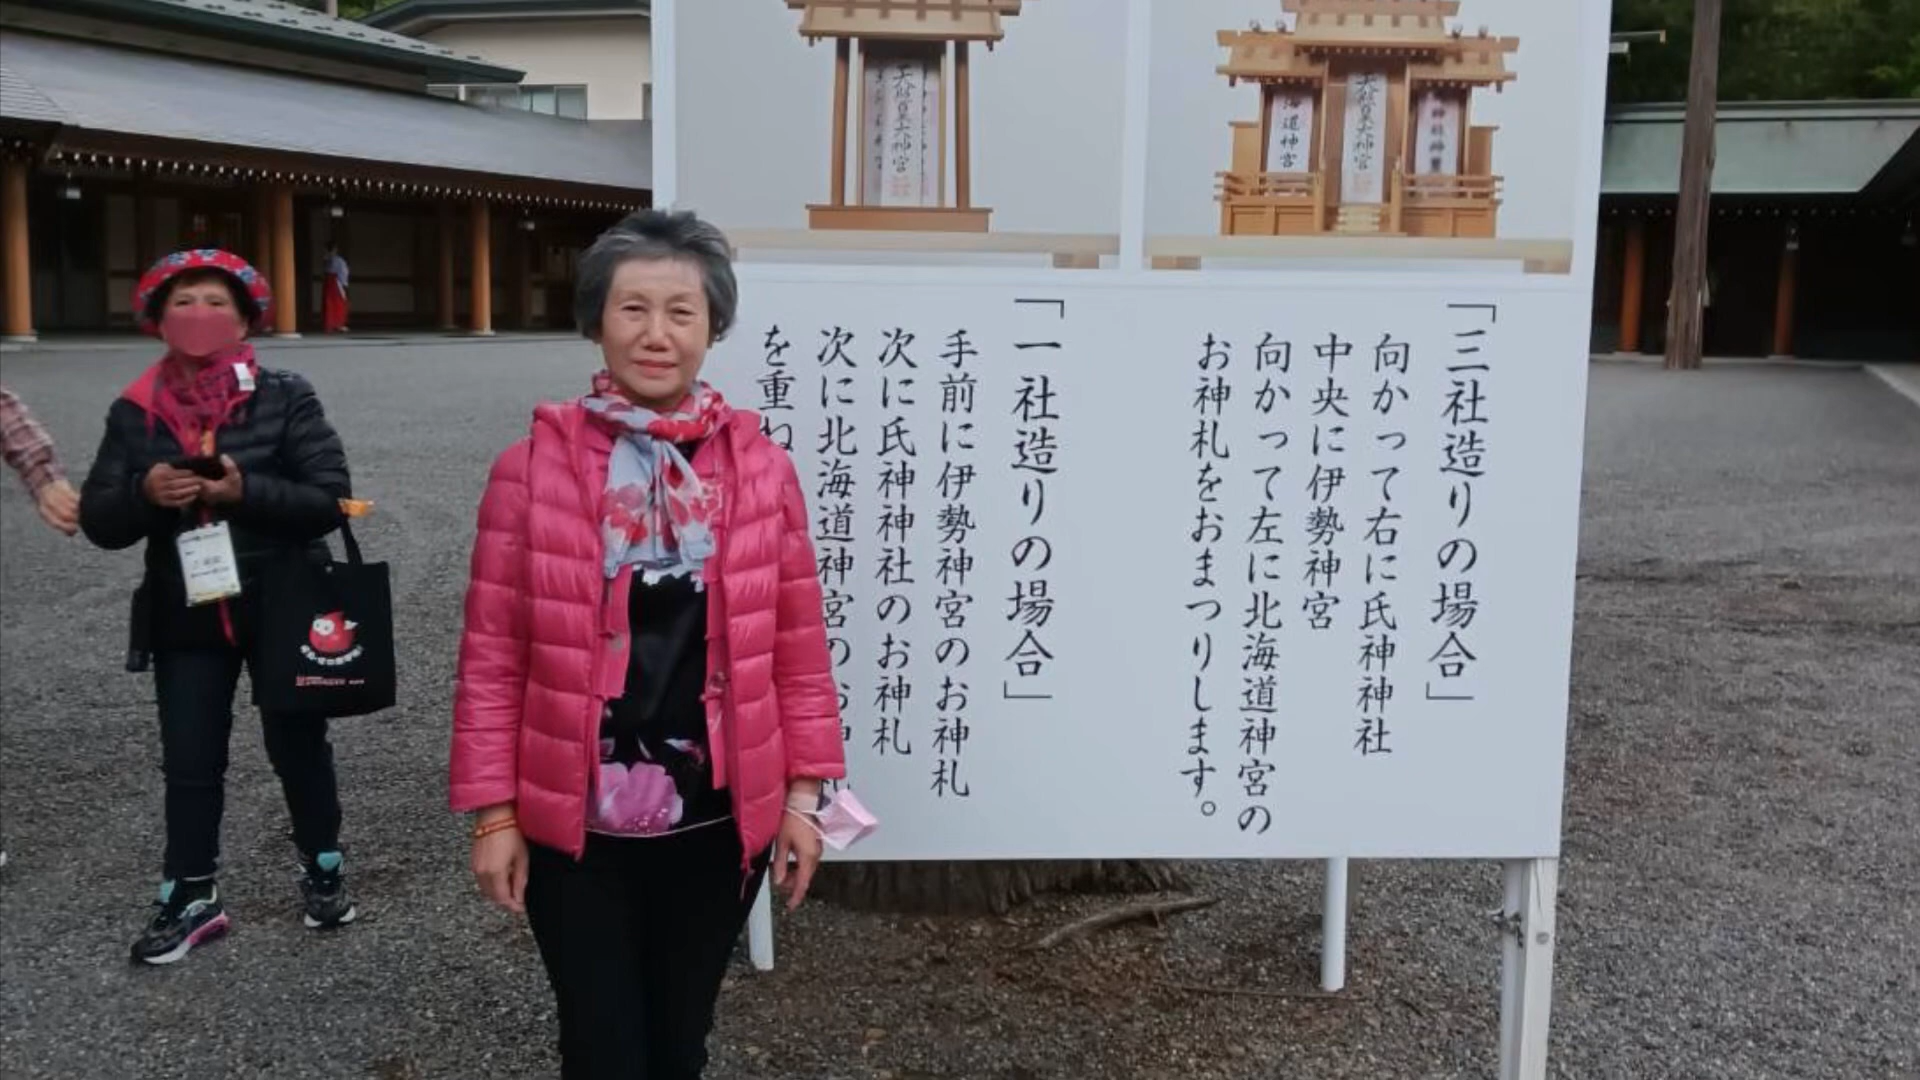 天照皇大神宮
海道神宮
天照皇大神宮
「三社造りの場合」
向かって右に氏神神社
中央に伊勢神宮
向かって左に北海道神宮の
お神札をおまつりします。
「一社造りの場合」
手前に伊勢神宮のお神札
次に氏神神社のお神札
次に北海道神宮のお神札
を重ね